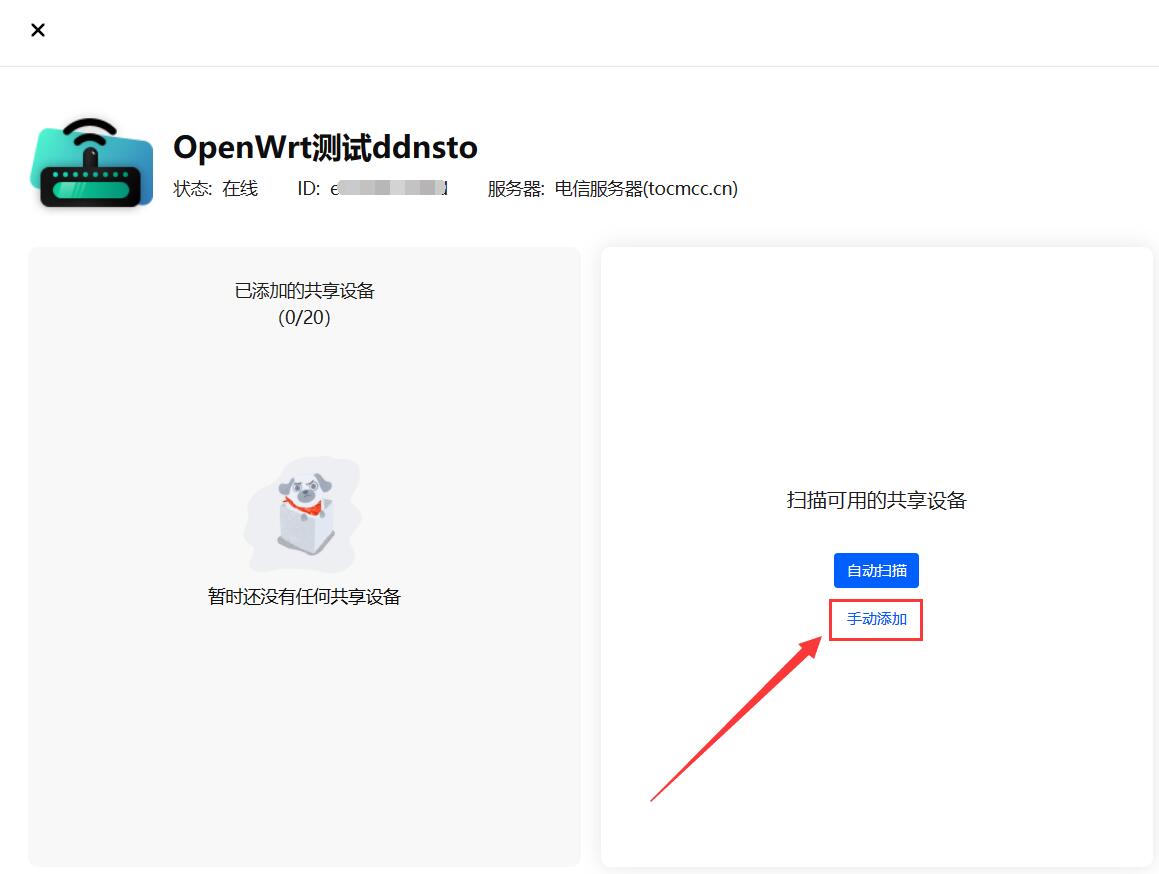 OpenWrt测试ddnsto
状态: 在线 ID: 服务器: 电信服务器(tocmcc.cn)
已添加的共享设备
(0/20)
暂时还没有任何共享设备
扫描可用的共享设备
自动扫描
手动添加